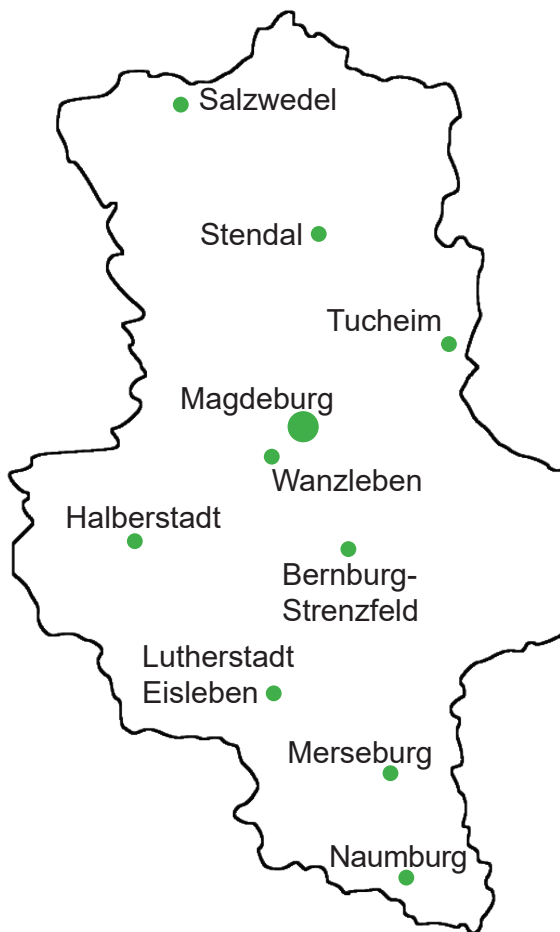 Salzwedel
Stendal
Tucheim
Magdeburg
Wanzleben
Halberstadt
Bernburg-
Strenzfeld
Lutherstadt
Eisleben
Merseburg
Naumburg